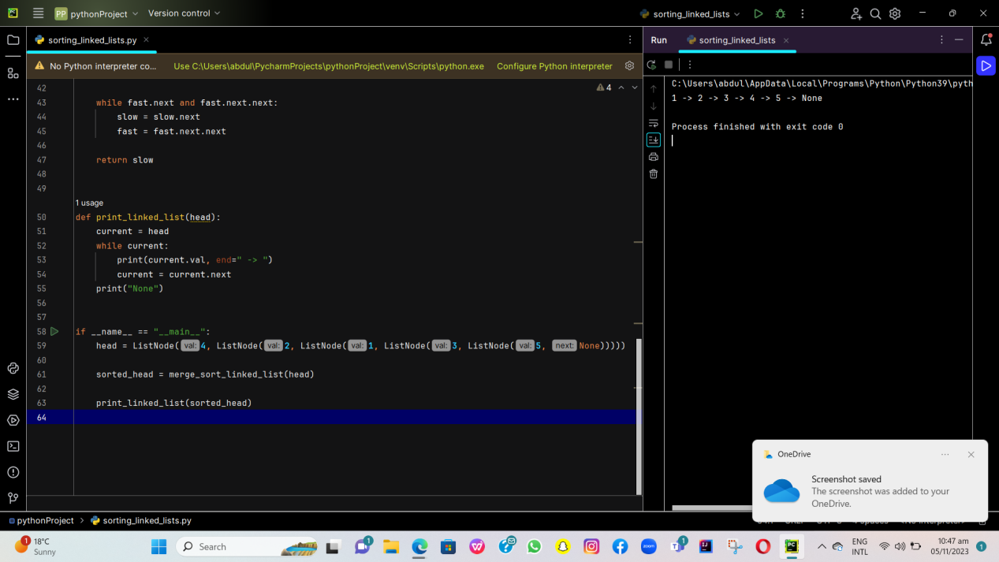 PP pythonProject Version control sorting_linked_lists
sorting_linked_lists.py
Run sorting_linked_lists
No Python interpreter co... Use C:\Users\abdul\PycharmProjects\pythonProject\venv\Scripts\python.exe Configure Python interpreter
4
42
43 while fast.next and fast.next.next:
44 slow = slow.next
45 fast = fast.next.next
46
47 return slow
48
49
1 usage
50 def print_linked_list(head):
51 current = head
52 while current:
53 print(current.val, end=" -> ")
54 current = current.next
55 print("None")
56
57
58 if __name__ == "__main__":
59 head = ListNode( val: 4, ListNode( val: 2, ListNode( val: 1, ListNode( val: 3, ListNode( val: 5, next: None)))))
60
61 sorted_head = merge_sort_linked_list(head)
62
63 print_linked_list(sorted_head)
64
C:\Users\abdul\AppData\Local\Programs\Python\Python39\pyth
1 -> 2 -> 3 -> 4 -> 5 -> None
Process finished with exit code 0
OneDrive
Screenshot saved
The screenshot was added to your
OneDrive.
pythonProject sorting_linked_lists.py
1
18°C
Sunny
Search
1
zoom
1
ENG
INTL
10:47 am
05/11/2023
1